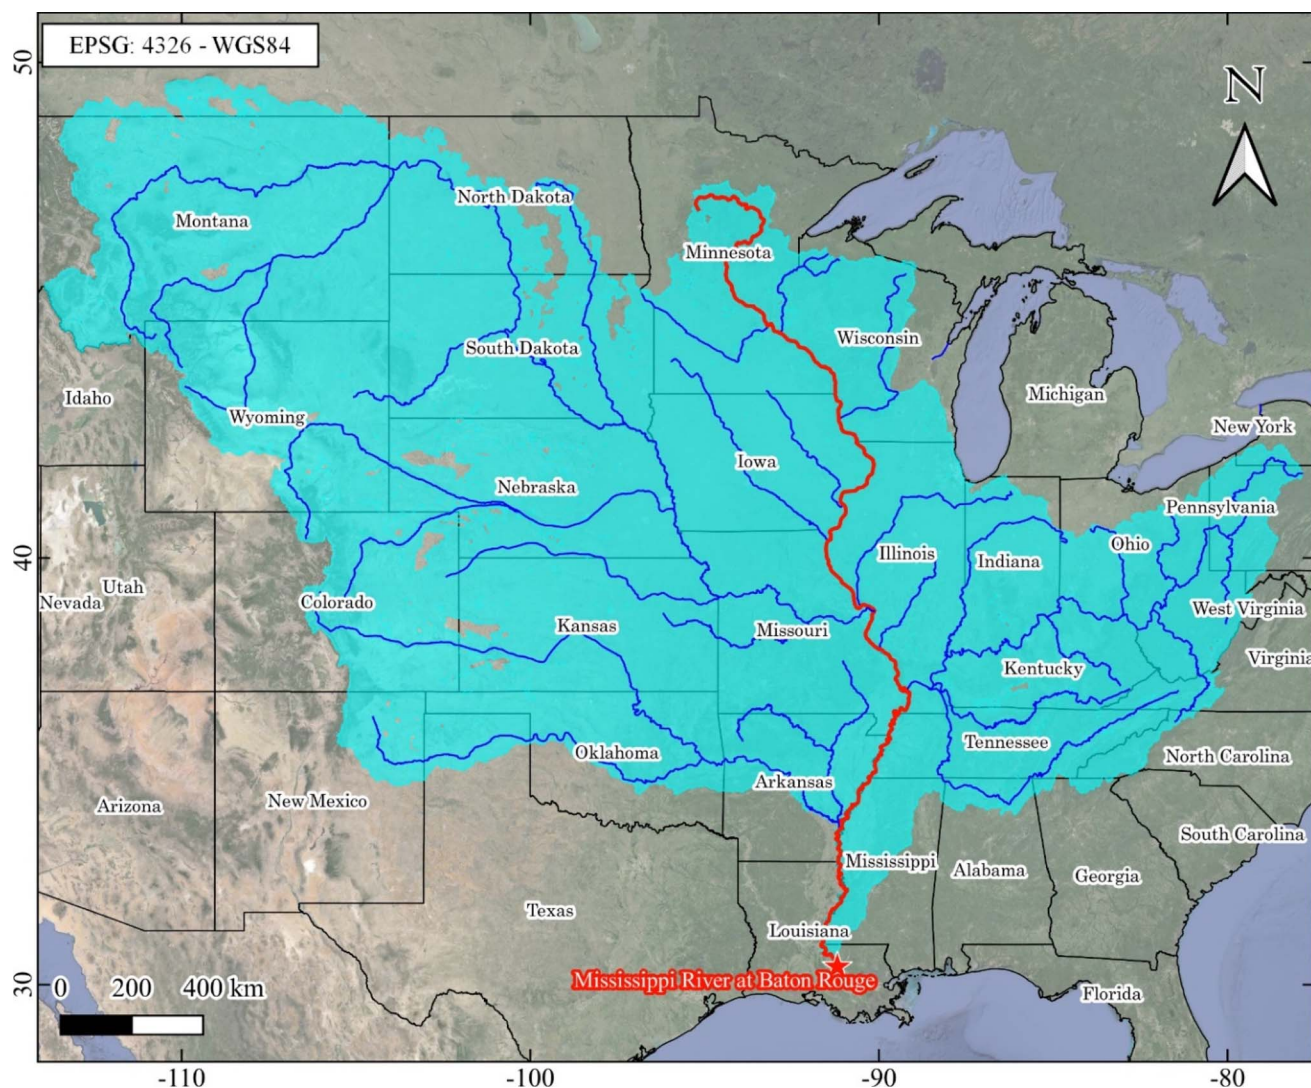 EPSG: 4326 - WGS84
N
50
North Dakota
Montana
Minnesota
Wisconsin
South Dakota
Idaho
Michigan
Wyoming
New York
Iowa
Nebraska
Pennsylvania
40
Illinois
Ohio
Indiana
Utah
Nevada
Colorado
West Virginia
Kansas
Missouri
Virginia
Kentucky
Tennessee
Oklahoma
North Carolina
Arkansas
New Mexico
Arizona
South Carolina
Mississippi
Alabama
Georgia
Texas
Louisiana
Mississippi River at Baton Rouge
30
0 200 400 km
Florida
-110 -100 -90 -80